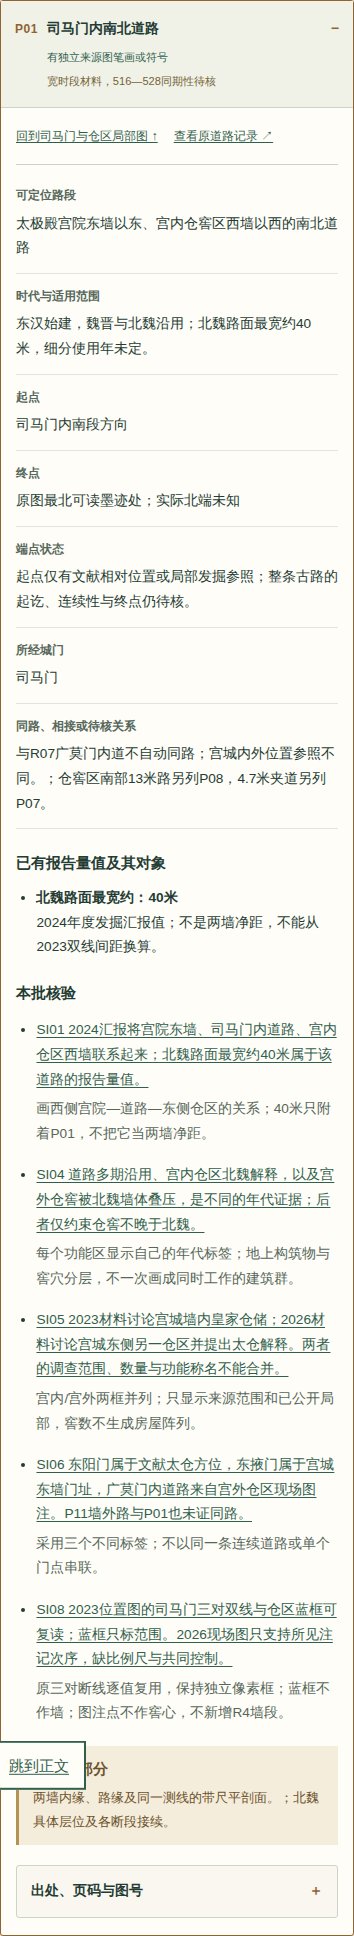 P01 司马门内南北道路 −
有独立来源图笔画或符号
宽时段材料，516—528同期性待核
回到司马门与仓区局部图 ↑ 查看原道路记录 ↗
可定位路段
太极殿宫院东墙以东、宫内仓窖区西墙以西的南北道
路
时代与适用范围
东汉始建，魏晋与北魏沿用；北魏路面最宽约40
米，细分使用年未定。
起点
司马门内南段方向
终点
原图最北可读墨迹处；实际北端未知
端点状态
起点仅有文献相对位置或局部发掘参照；整条古路的
起讫、连续性与终点仍待核。
所经城门
司马门
同路、相接或待核关系
与R07广莫门内道不自动同路；宫城内外位置参照不
同。；仓窖区南部13米路另列P08，4.7米夹道另列
P07。
已有报告量值及其对象
• 北魏路面最宽约：40米
2024年度发掘汇报值；不是两墙净距，不能从
2023双线间距换算。
本批核验
• SI01 2024汇报将宫院东墙、司马门内道路、宫内
仓区西墙联系起来；北魏路面最宽约40米属于该
道路的报告量值。
画西侧宫院—道路—东侧仓区的关系；40米只附
着P01，不把它当两墙净距。
• SI04 道路多期沿用、宫内仓区北魏解释，以及宫
外仓窖被北魏墙体叠压，是不同的年代证据；后
者仅约束仓窖不晚于北魏。
每个功能区显示自己的年代标签；地上构筑物与
窖穴分层，不一次画成同时工作的建筑群。
• SI05 2023材料讨论宫城墙内皇家仓储；2026材
料讨论宫城东侧另一仓区并提出太仓解释。两者
的调查范围、数量与功能称名不能合并。
宫内/宫外两框并列；只显示来源范围和已公开局
部，窖数不生成房屋阵列。
• SI06 东阳门属于文献太仓方位，东掖门属于宫城
东墙门址，广莫门内道路来自宫外仓区现场图
注。P11墙外路与P01也未证同路。
采用三个不同标签；不以同一条连续道路或单个
门点串联。
• SI08 2023位置图的司马门三对双线与仓区蓝框可
复读；蓝框只标范围。2026现场图只支持所见注
记次序，缺比例尺与共同控制。
原三对断线逐值复用，保持独立像素框；蓝框不
作墙；图注点不作窖心，不新增R4墙段。
跳到正文
部分
两墙内缘、路缘及同一测线的带尺平剖面。；北魏
具体层位及各断段接续。
出处、页码与图号 +